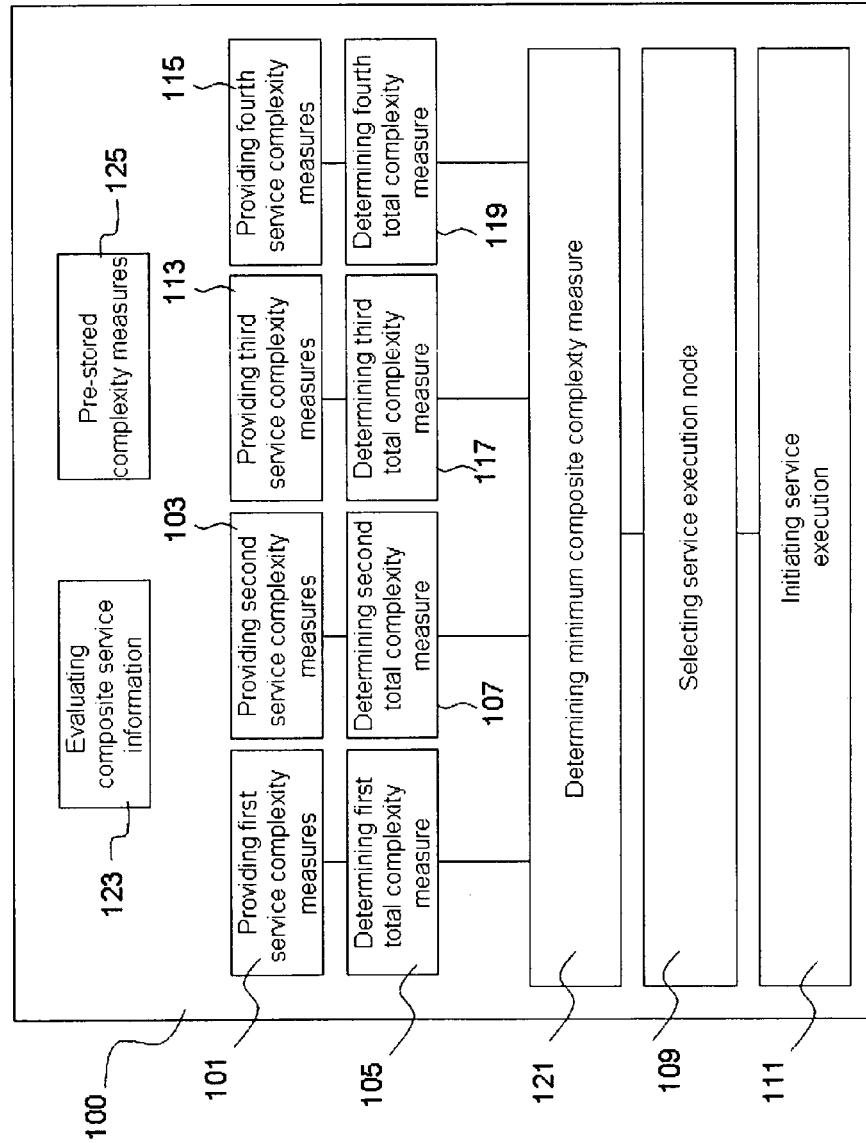 100
123
Evaluating
composite service
information
Pre-stored
complexity measures
125
101
Providing first
service complexity
measures
103
Providing second
service complexity
measures
113
Providing third
service complexity
measures
115
Providing fourth
service complexity
measures
105
Determining first
total complexity
measure
Determining second
total complexity
measure
107
Determining third
total complexity
measure
117
Determining fourth
total complexity
measure
119
121
Determining minimum composite complexty measure
109
Selecting service execution node
111
Initiating service
execution